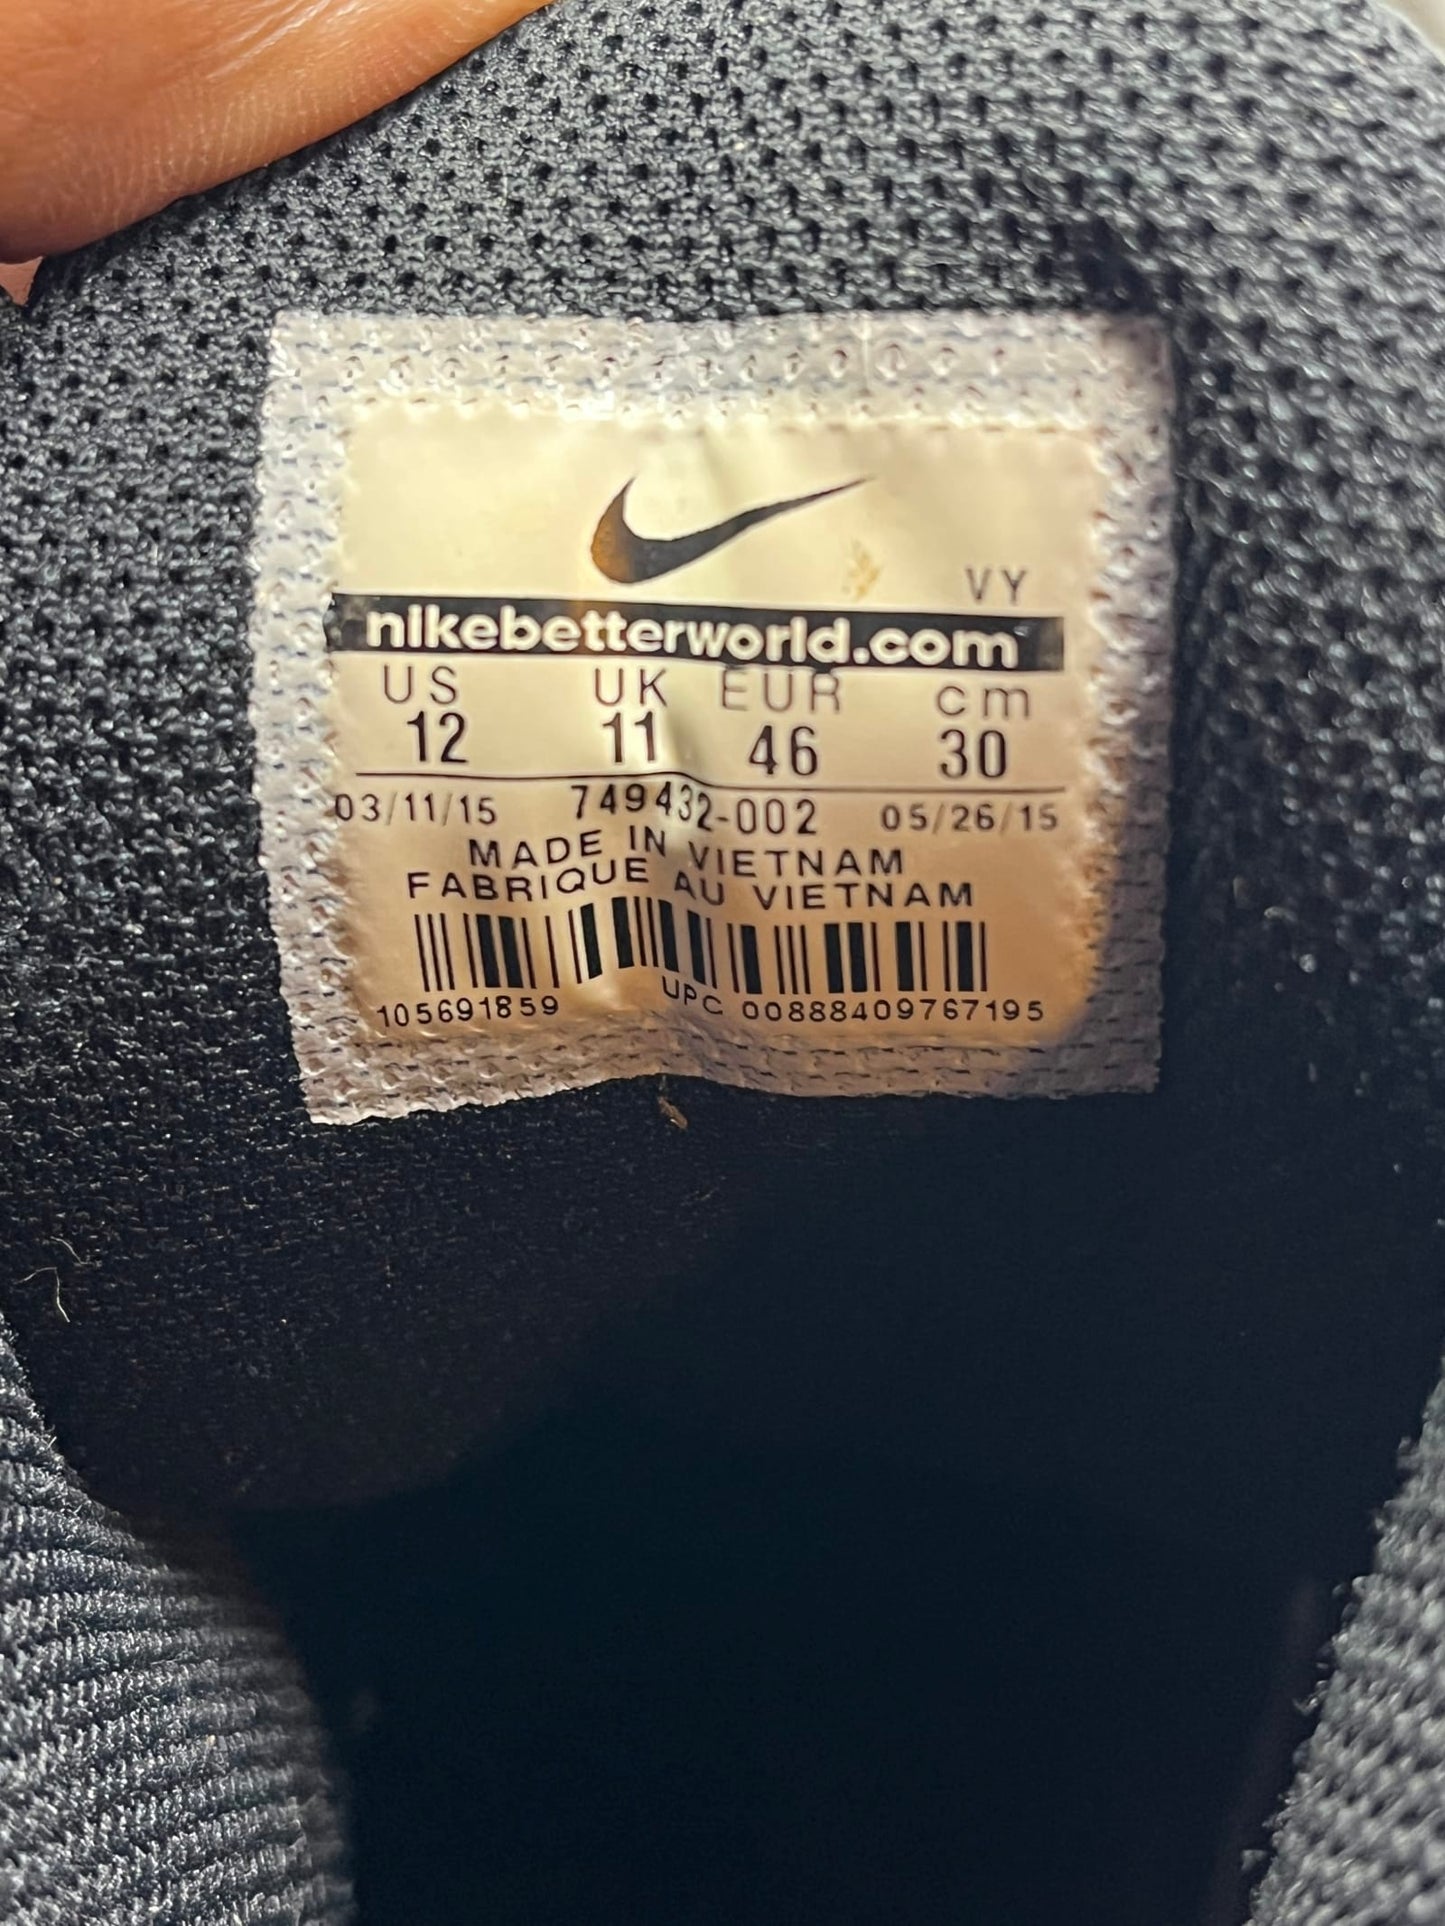 VY
nikebetterworld.com
US UK EUR cm
12 11 46 30
03/11/15 749432-002 05/26/15
MADE IN VIETNAM
FABRIQUE AU VIETNAM
105691859 UPC 00888409767195